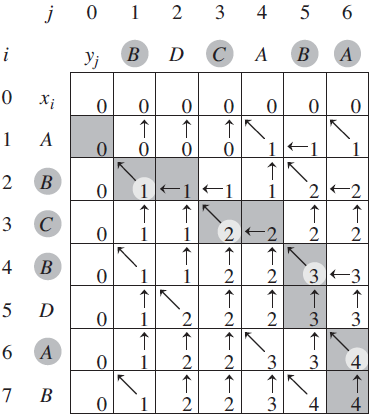 j 0 1 2 3 4 5 6
i y_j B D C A B A
0 x_i 0 0 0 0 0 0 0
1 A 0 ↑0 ↑0 ↑0 ↖1 ←1 ↖1
2 B 0 ↖1 ←1 ←1 ↑1 ↖2 ←2
3 C 0 ↑1 ↑1 ↖2 ←2 ↑2 ↑2
4 B 0 ↖1 ↑1 ↑2 ↑2 ↖3 ←3
5 D 0 ↑1 ↖2 ↑2 ↑2 ↑3 ↑3
6 A 0 ↑1 ↑2 ↑2 ↖3 ↑3 ↖4
7 B 0 ↖1 ↑2 ↑2 ↑3 ↖4 ↑4